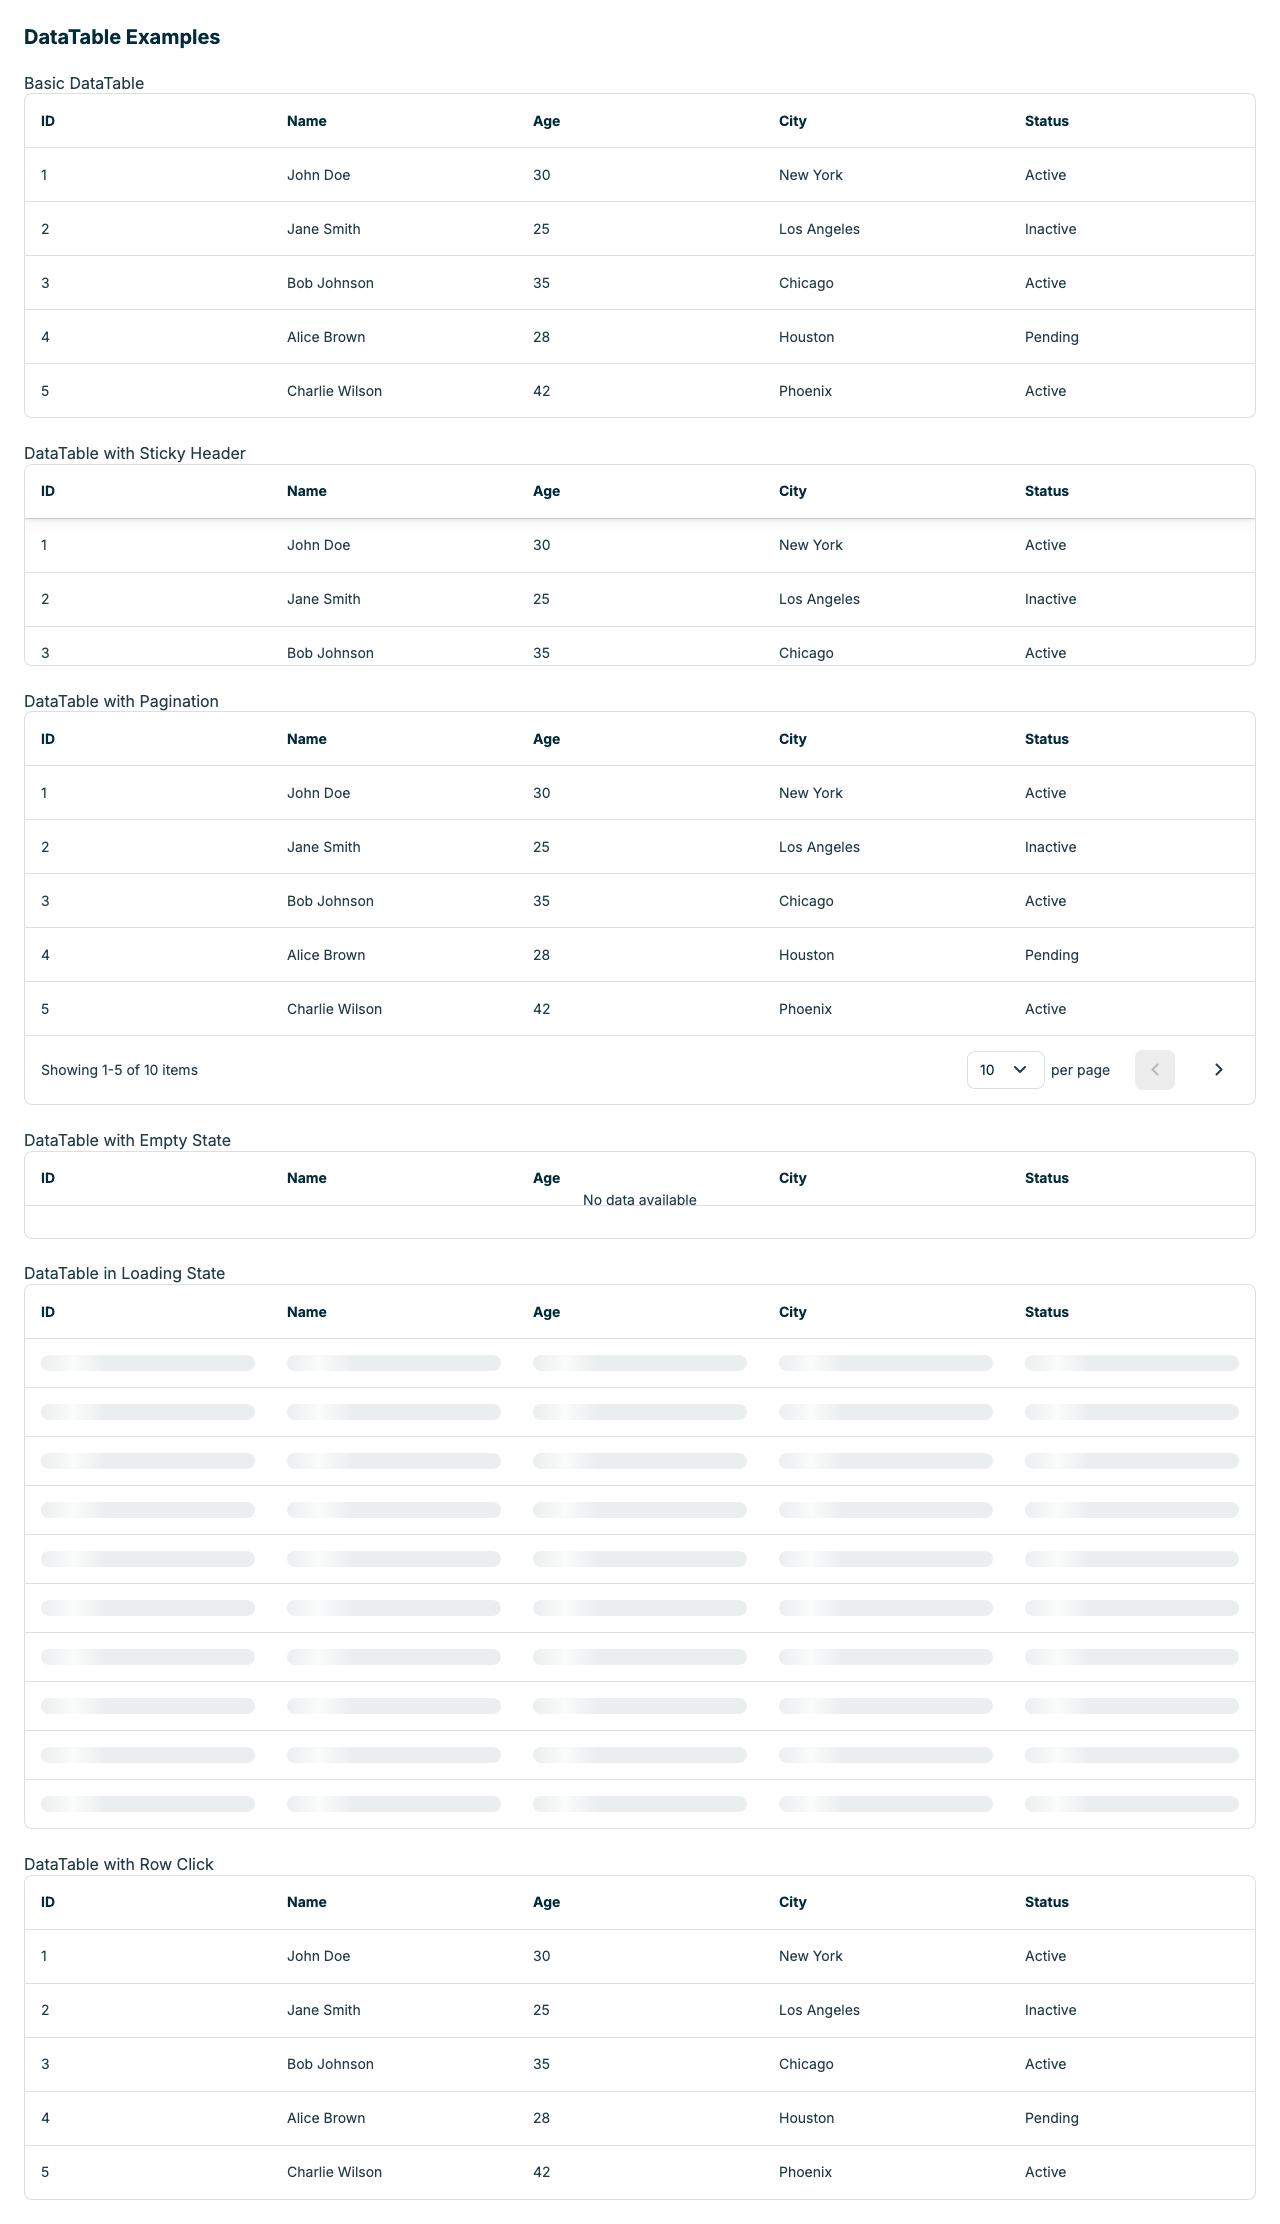 DataTable Examples
Basic DataTable
ID Name Age City Status
1 John Doe 30 New York Active
2 Jane Smith 25 Los Angeles Inactive
3 Bob Johnson 35 Chicago Active
4 Alice Brown 28 Houston Pending
5 Charlie Wilson 42 Phoenix Active
DataTable with Sticky Header
ID Name Age City Status
1 John Doe 30 New York Active
2 Jane Smith 25 Los Angeles Inactive
3 Bob Johnson 35 Chicago Active
DataTable with Pagination
ID Name Age City Status
1 John Doe 30 New York Active
2 Jane Smith 25 Los Angeles Inactive
3 Bob Johnson 35 Chicago Active
4 Alice Brown 28 Houston Pending
5 Charlie Wilson 42 Phoenix Active
Showing 1-5 of 10 items 10 per page
DataTable with Empty State
ID Name Age City Status
No data available
DataTable in Loading State
ID Name Age City Status
DataTable with Row Click
ID Name Age City Status
1 John Doe 30 New York Active
2 Jane Smith 25 Los Angeles Inactive
3 Bob Johnson 35 Chicago Active
4 Alice Brown 28 Houston Pending
5 Charlie Wilson 42 Phoenix Active